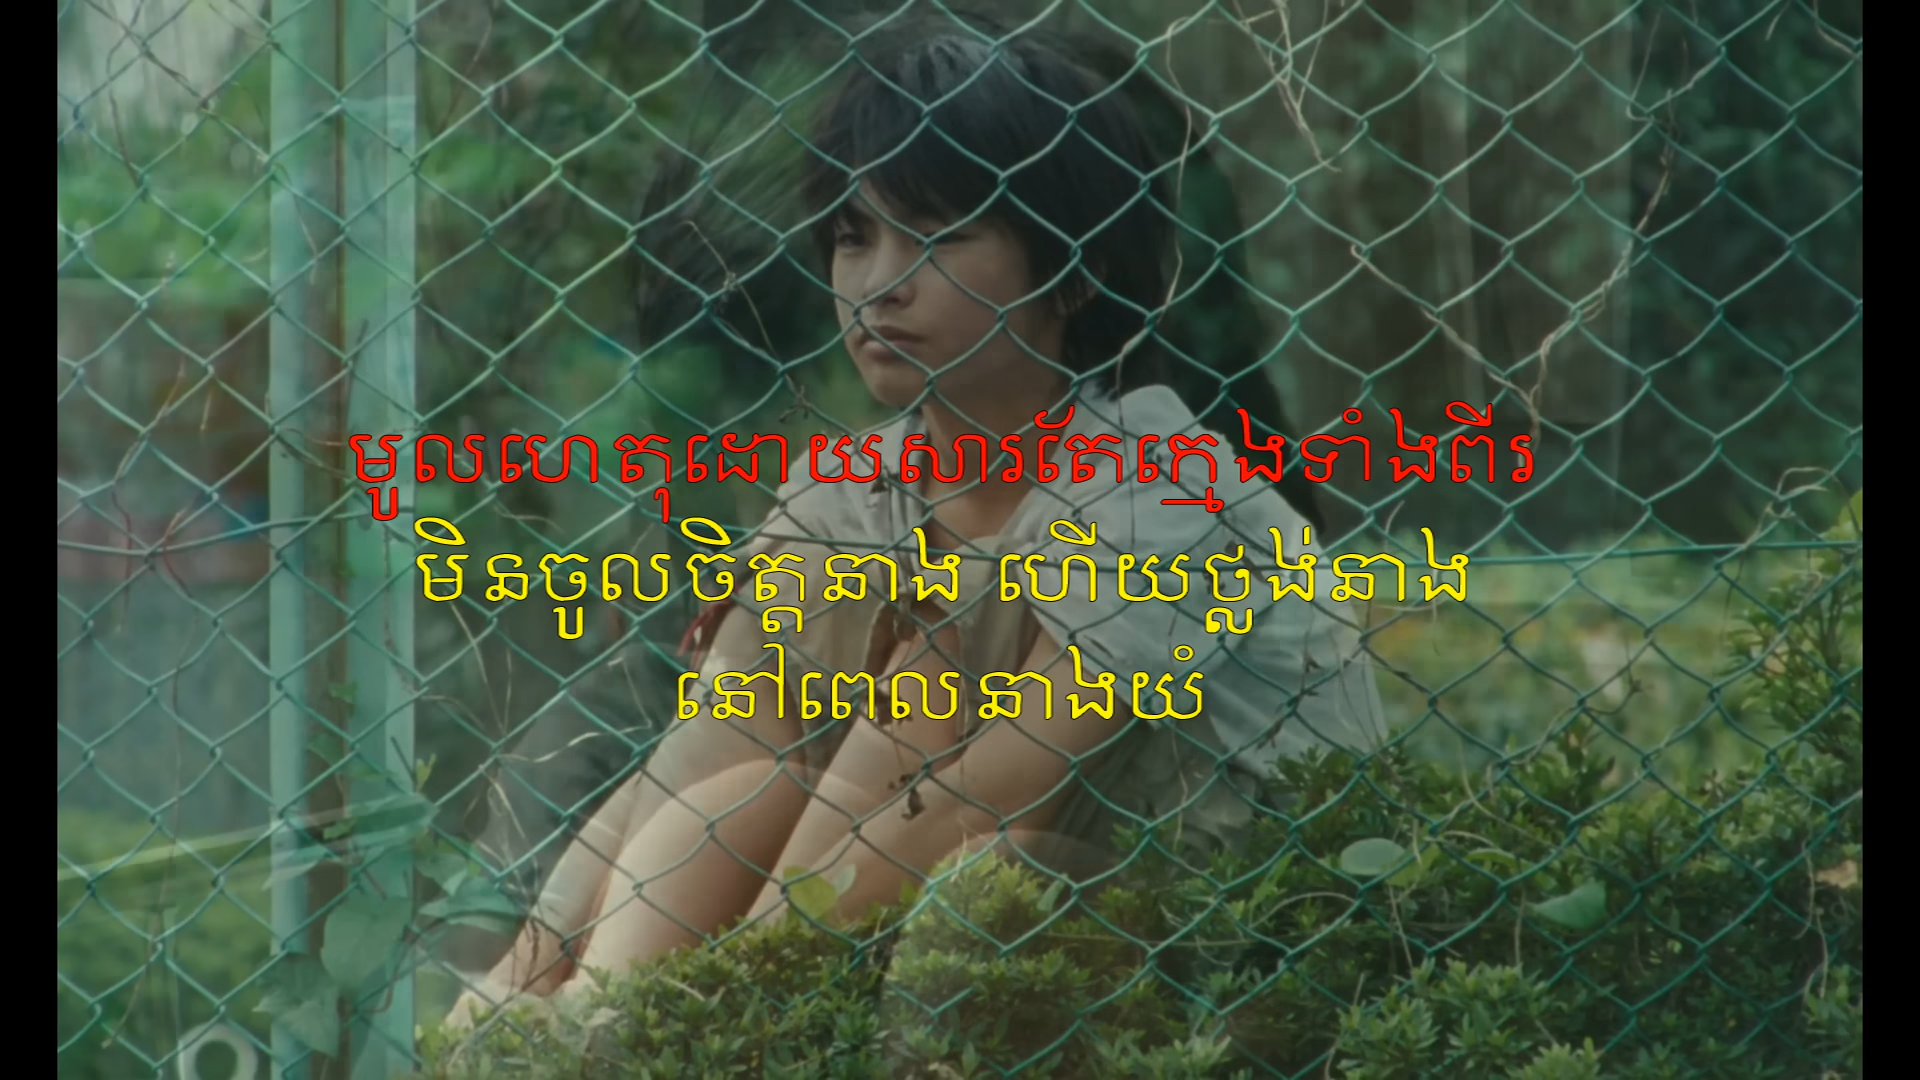 មូលហេតុដោយសារតែក្មេងទាំងពីរ
មិនចូលចិត្តនាង ហើយថ្លង់នាង
នៅពេលនាងយំ